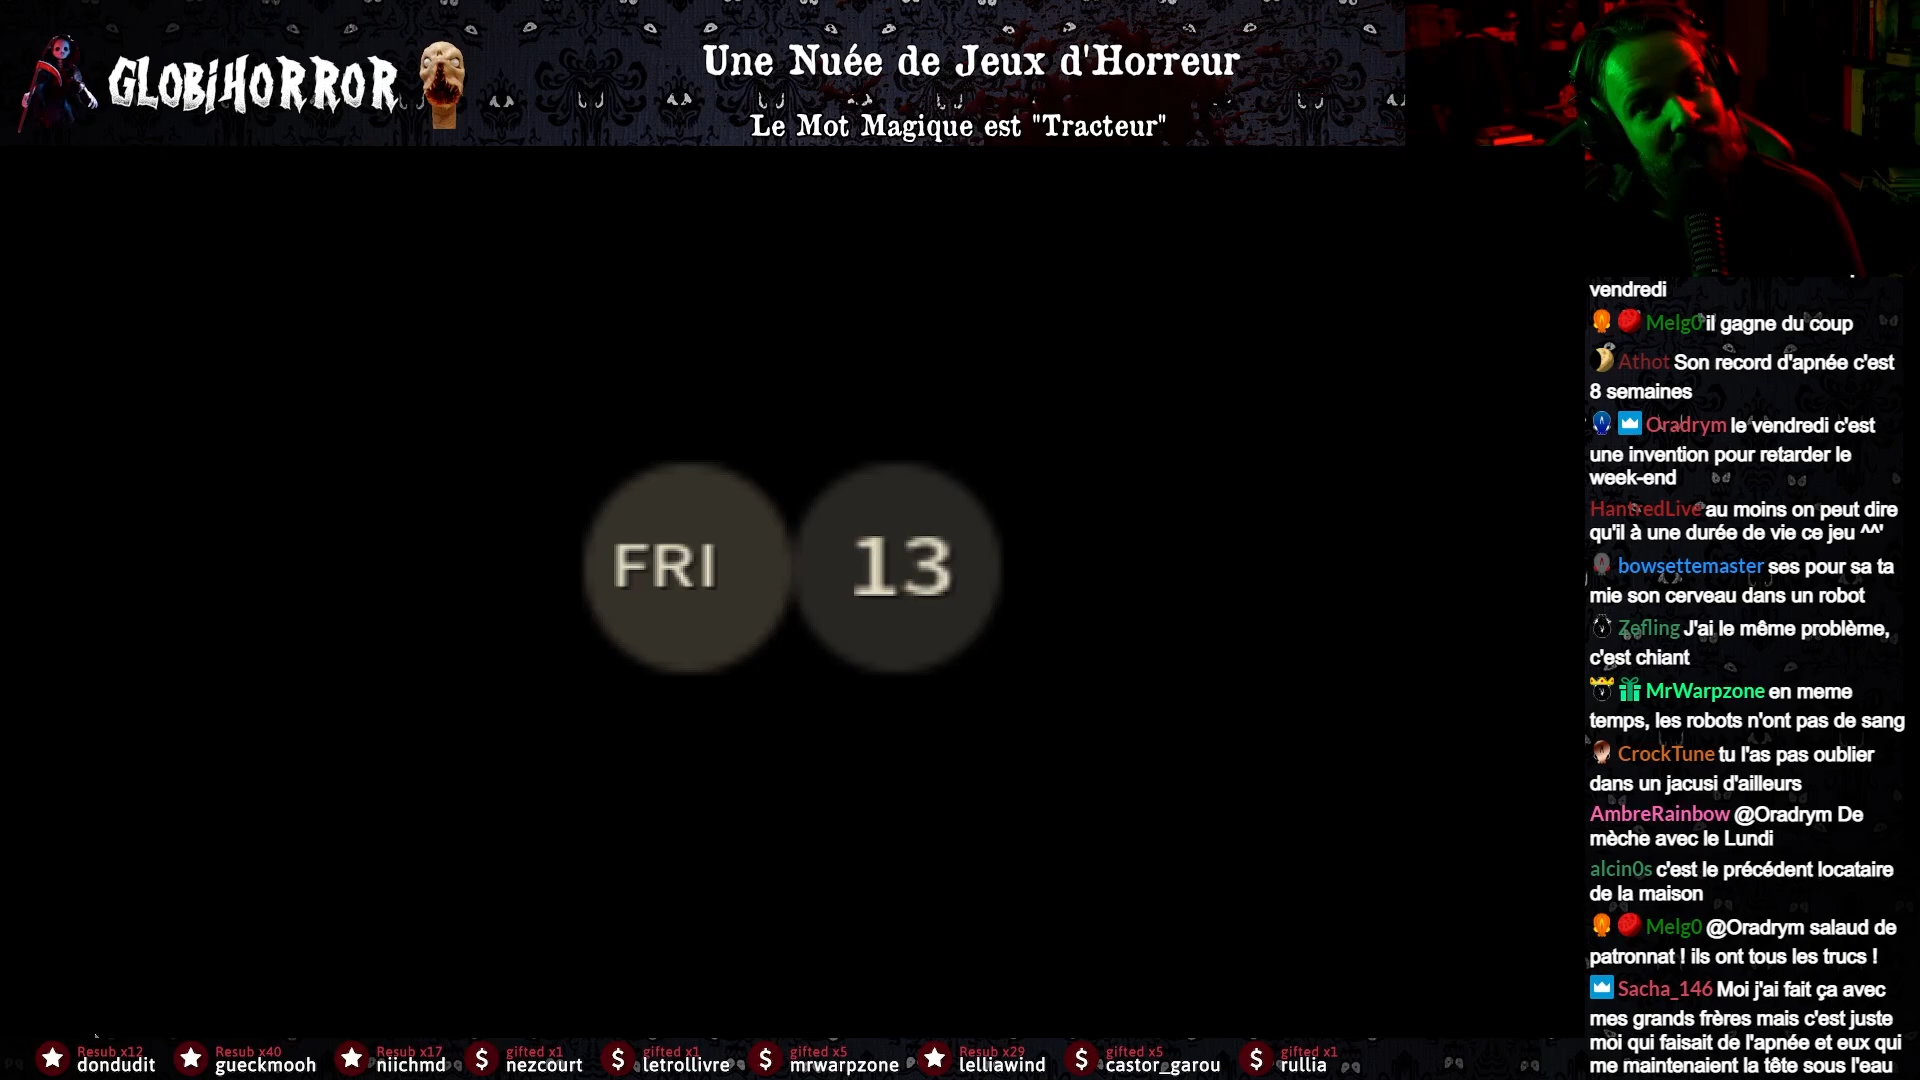 GLOBiHORROR
Une Nuée de Jeux d'Horreur
Le Mot Magique est "Tracteur"
FRI
13
vendredi
Melg0 il gagne du coup
Athot Son record d'apnée c'est
8 semaines
Oradrym le vendredi c'est
une invention pour retarder le
week-end
HantredLive au moins on peut dire
qu'il à une durée de vie ce jeu ^^'
bowsettemaster ses pour sa ta
mie son cerveau dans un robot
Zefling J'ai le même problème,
c'est chiant
MrWarpzone en meme
temps, les robots n'ont pas de sang
CrockTune tu l'as pas oublier
dans un jacusi d'ailleurs
AmbreRainbow @Oradrym De
mèche avec le Lundi
alcin0s c'est le précédent locataire
de la maison
Melg0 @Oradrym salaud de
patronnat ! ils ont tous les trucs !
Sacha_146 Moi j'ai fait ça avec
mes grands frères mais c'est juste
moi qui faisait de l'apnée et eux qui
me maintenaient la tête sous l'eau
Resub x12
dondudit
Resub x40
gueckmooh
Resub x17
niichmd
gifted x1
nezcourt
gifted x1
letrollivre
gifted x5
mrwarpzone
Resub x29
lelliawind
gifted x5
castor_garou
gifted x1
rullia